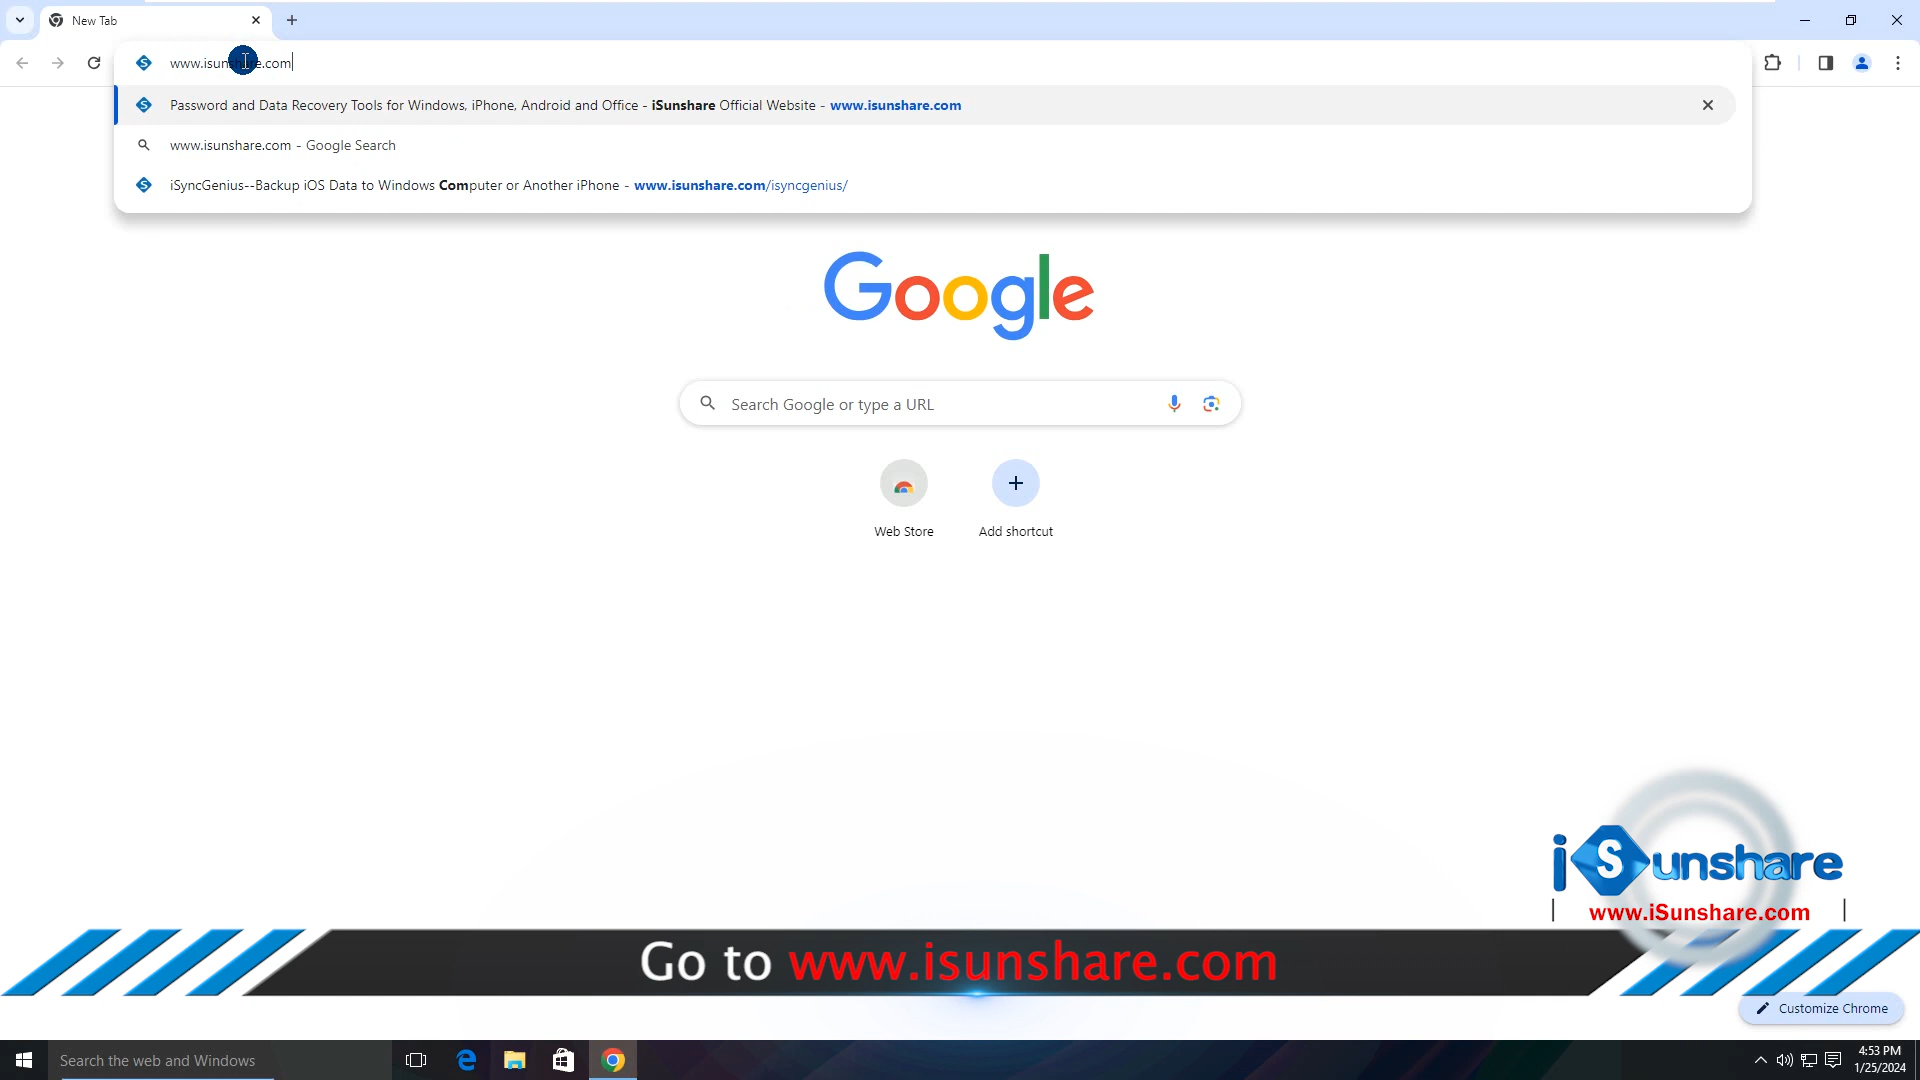 New Tab
www.isunshare.com
Password and Data Recovery Tools for Windows, iPhone, Android and Office - iSunshare Official Website - www.isunshare.com
www.isunshare.com - Google Search
iSyncGenius--Backup iOS Data to Windows Computer or Another iPhone - www.isunshare.com/isyncgenius/
Google
Search Google or type a URL
Web Store
Add shortcut
iSunshare
www.iSunshare.com
Go to www.isunshare.com
Customize Chrome
Search the web and Windows
4:53 PM
1/25/2024